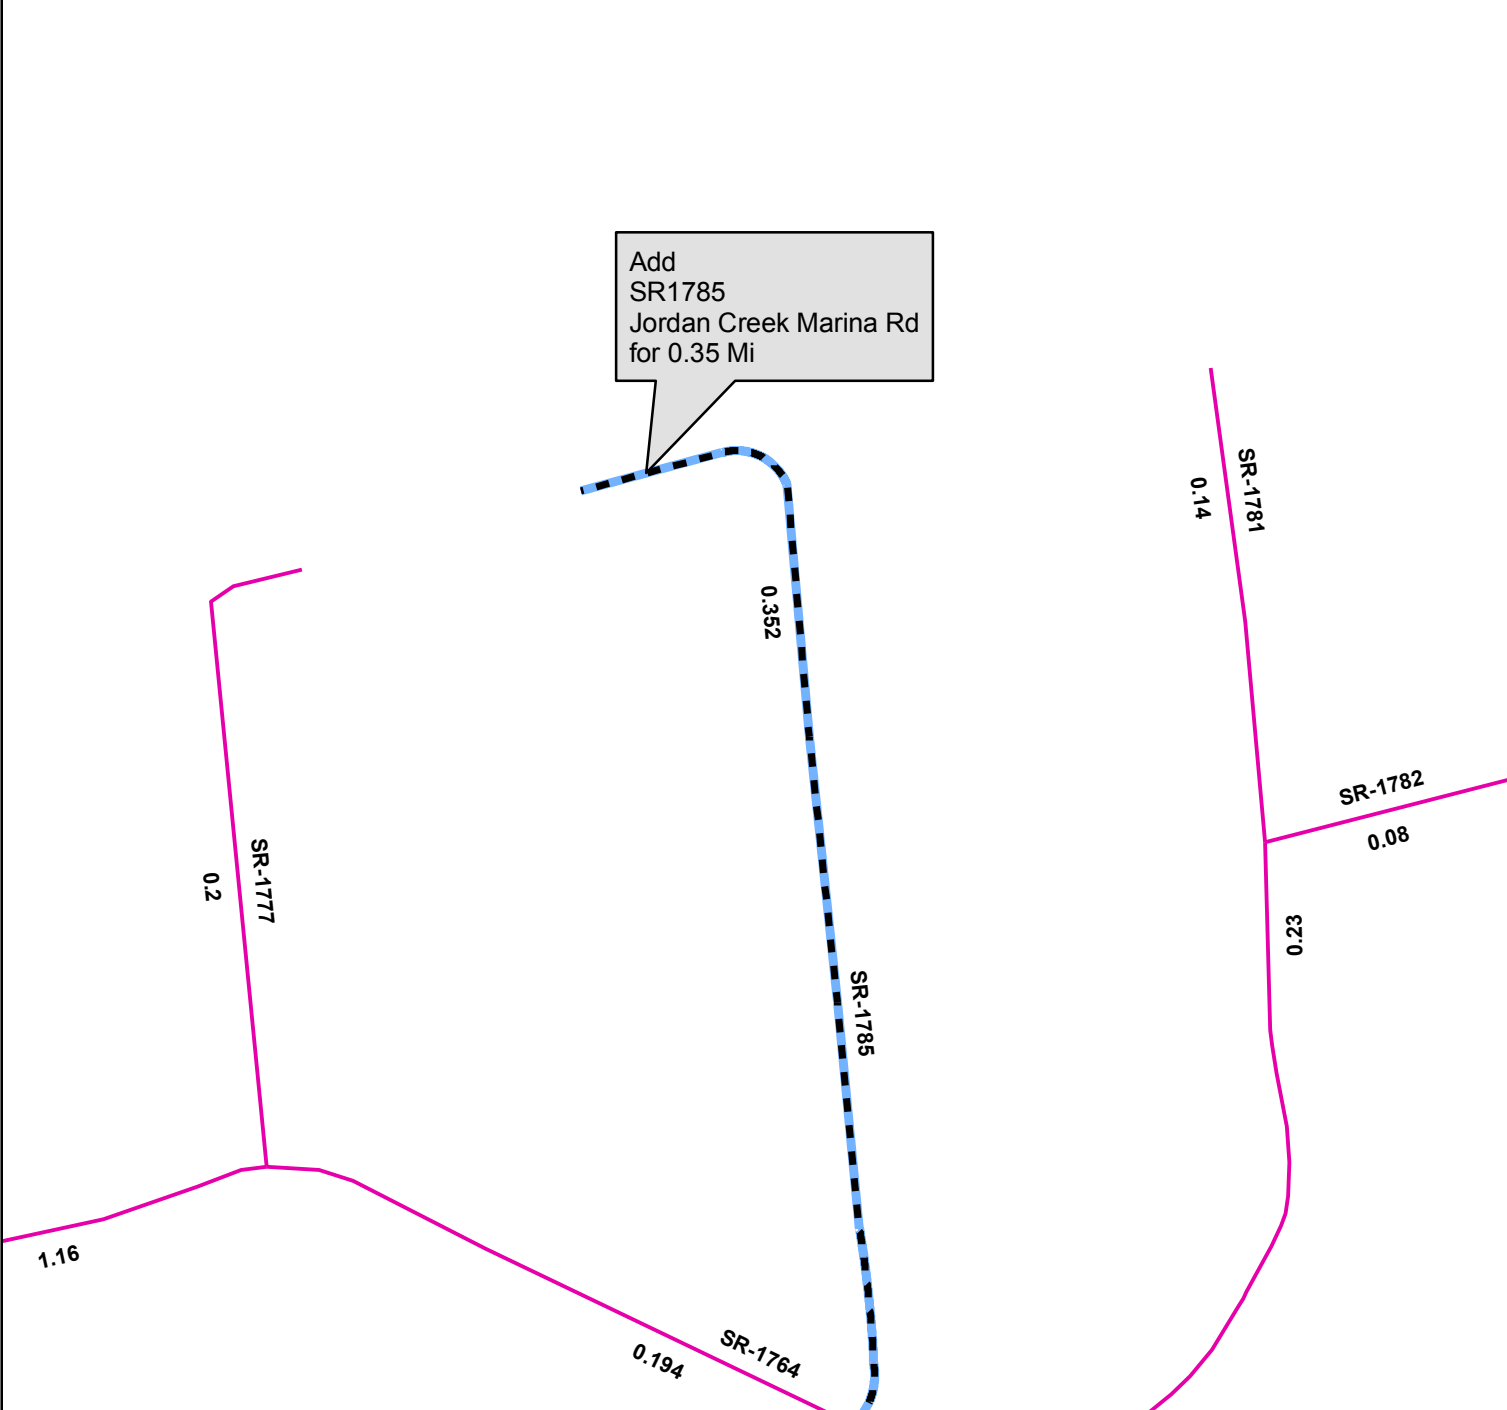 Add
SR1785
Jordan Creek Marina Rd
for 0.35 Mi
SR-1781
0.14
0.352
SR-1782
0.08
SR-1777
0.2
0.23
SR-1785
1.16
SR-1764
0.194